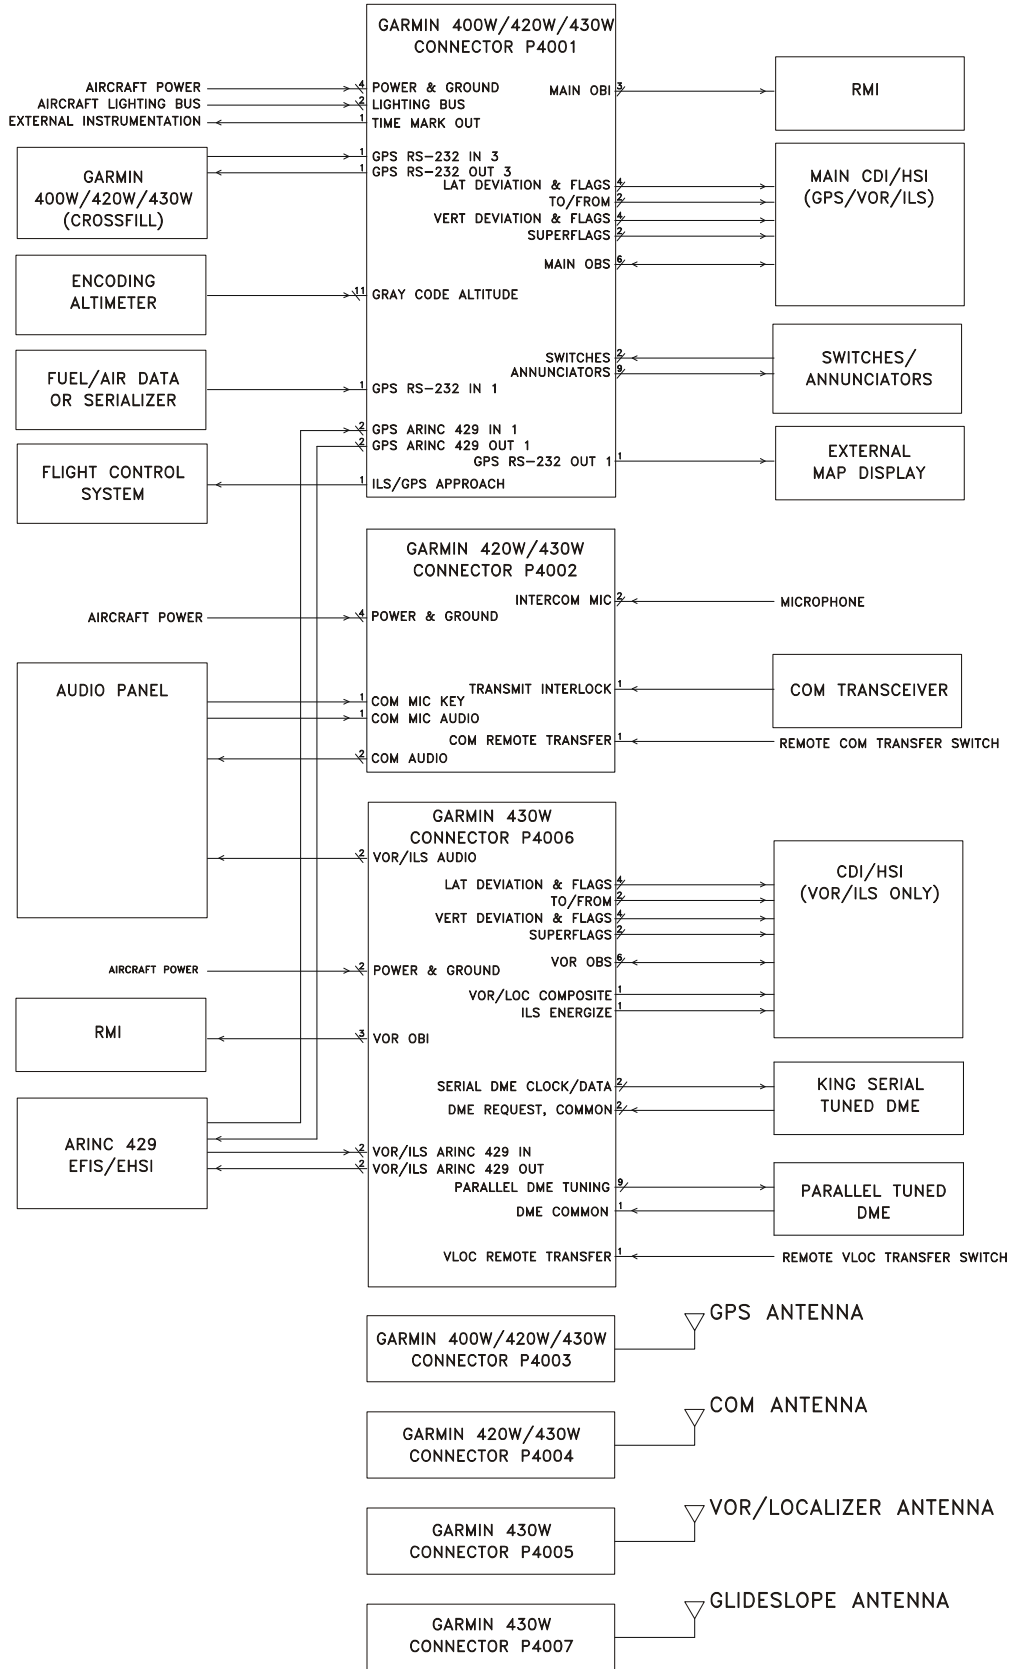 GARMIN 400W/420W/430W
CONNECTOR P4001
AIRCRAFT POWER
4
POWER & GROUND
AIRCRAFT LIGHTING BUS
2
LIGHTING BUS
EXTERNAL INSTRUMENTATION
1
TIME MARK OUT
MAIN OBI
3
RMI
GARMIN
400W/420W/430W
(CROSSFILL)
1
GPS RS-232 IN 3
1
GPS RS-232 OUT 3
LAT DEVIATION & FLAGS
4
TO/FROM
2
VERT DEVIATION & FLAGS
4
SUPERFLAGS
2
MAIN OBS
6
MAIN CDI/HSI
(GPS/VOR/ILS)
ENCODING
ALTIMETER
11
GRAY CODE ALTITUDE
SWITCHES
2
ANNUNCIATORS
9
SWITCHES/
ANNUNCIATORS
FUEL/AIR DATA
OR SERIALIZER
1
GPS RS-232 IN 1
2
GPS ARINC 429 IN 1
2
GPS ARINC 429 OUT 1
GPS RS-232 OUT 1
1
EXTERNAL
MAP DISPLAY
FLIGHT CONTROL
SYSTEM
1
ILS/GPS APPROACH
GARMIN 420W/430W
CONNECTOR P4002
INTERCOM MIC
2
MICROPHONE
AIRCRAFT POWER
4
POWER & GROUND
AUDIO PANEL
TRANSMIT INTERLOCK
1
COM TRANSCEIVER
1
COM MIC KEY
1
COM MIC AUDIO
COM REMOTE TRANSFER
1
REMOTE COM TRANSFER SWITCH
2
COM AUDIO
GARMIN 430W
CONNECTOR P4006
2
VOR/ILS AUDIO
LAT DEVIATION & FLAGS
4
TO/FROM
2
VERT DEVIATION & FLAGS
4
SUPERFLAGS
2
VOR OBS
6
VOR/LOC COMPOSITE
1
ILS ENERGIZE
1
CDI/HSI
(VOR/ILS ONLY)
AIRCRAFT POWER
2
POWER & GROUND
RMI
3
VOR OBI
SERIAL DME CLOCK/DATA
2
DME REQUEST, COMMON
2
KING SERIAL
TUNED DME
ARINC 429
EFIS/EHSI
2
VOR/ILS ARINC 429 IN
2
VOR/ILS ARINC 429 OUT
PARALLEL DME TUNING
9
DME COMMON
1
PARALLEL TUNED
DME
VLOC REMOTE TRANSFER
1
REMOTE VLOC TRANSFER SWITCH
GARMIN 400W/420W/430W
CONNECTOR P4003
GPS ANTENNA
GARMIN 420W/430W
CONNECTOR P4004
COM ANTENNA
GARMIN 430W
CONNECTOR P4005
VOR/LOCALIZER ANTENNA
GARMIN 430W
CONNECTOR P4007
GLIDESLOPE ANTENNA